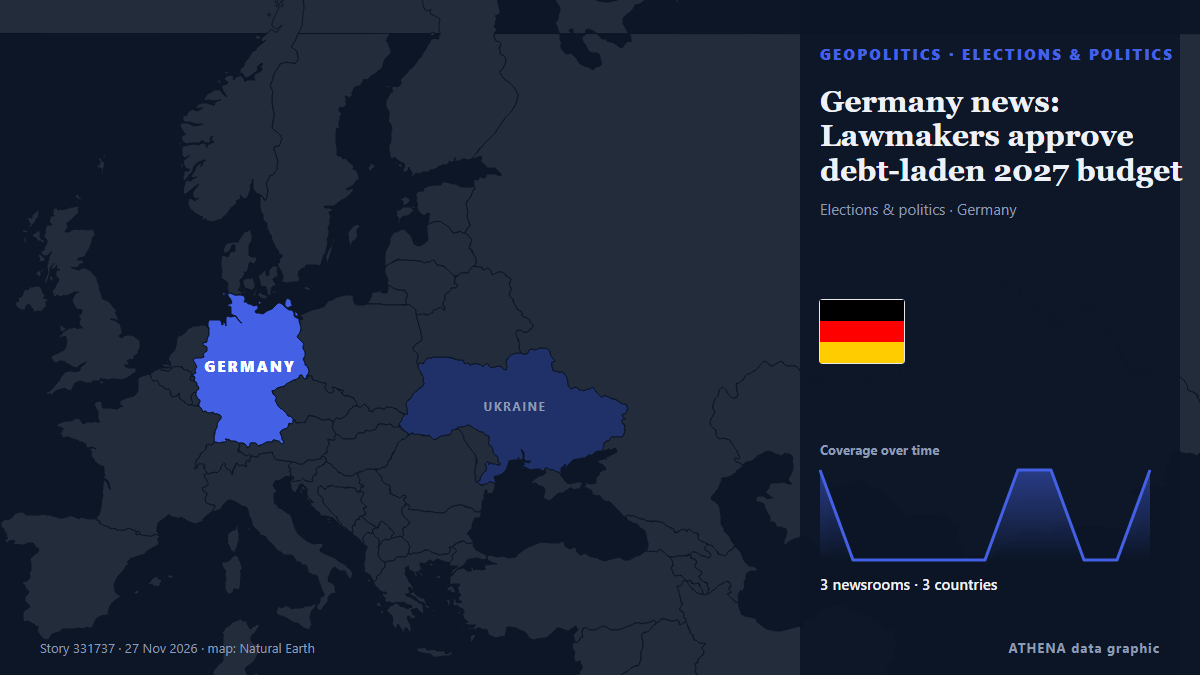 GEOPOLITICS · ELECTIONS & POLITICS
Germany news:
Lawmakers approve
debt-laden 2027 budget
Elections & politics · Germany
GERMANY
UKRAINE
Coverage over time
3 newsrooms · 3 countries
Story 331737 · 27 Nov 2026 · map: Natural Earth
ATHENA data graphic